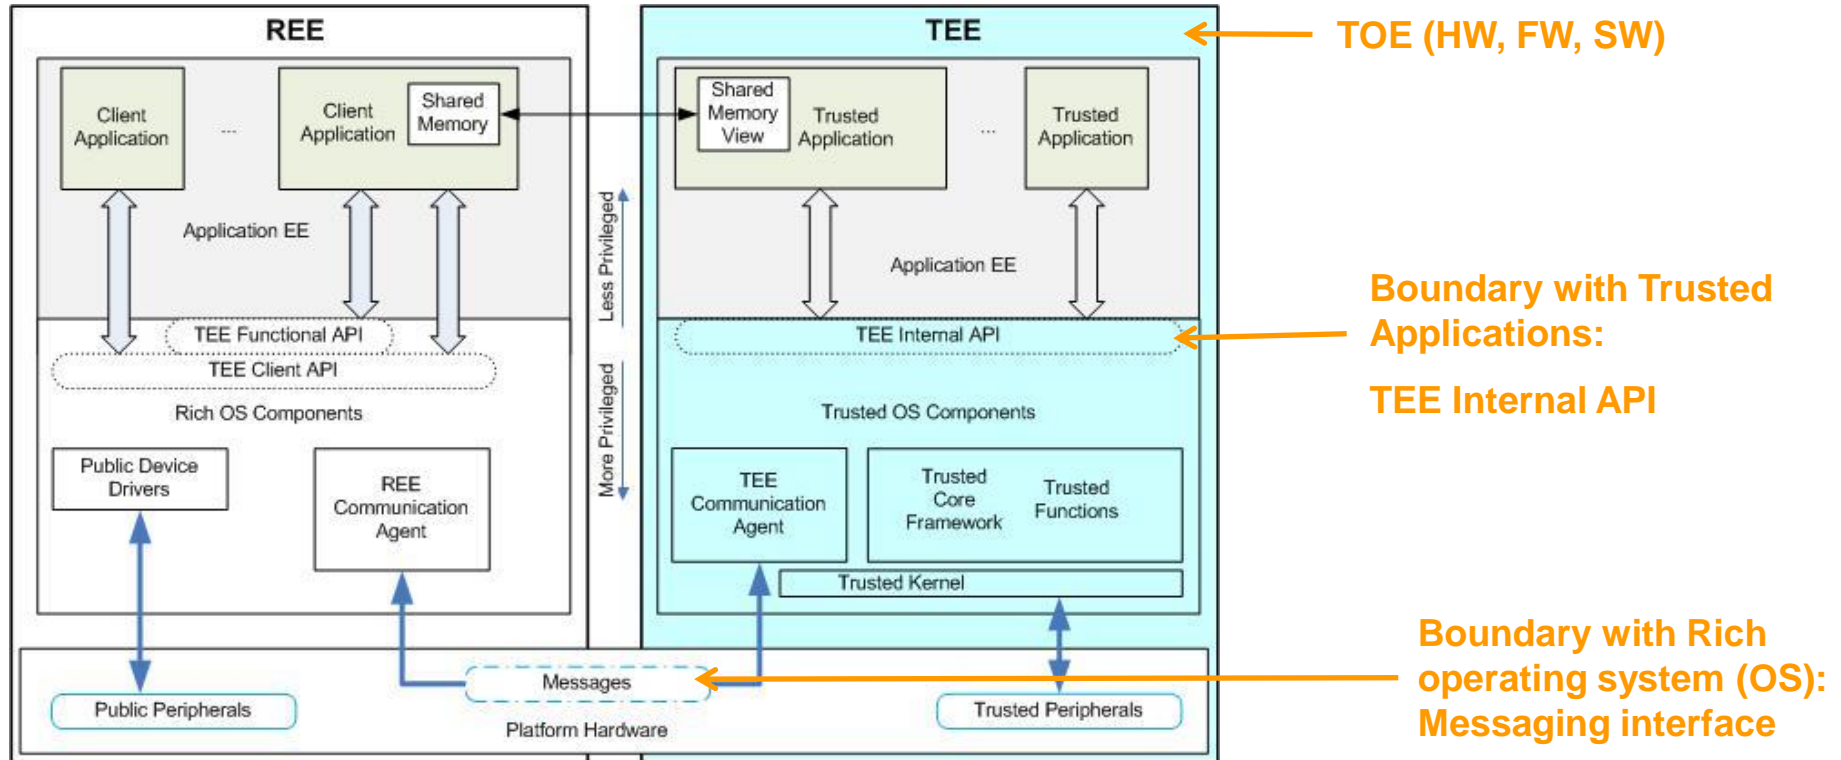 REE
TEE
TOE (HW, FW, SW)
Client
Application
...
Client
Application
Shared
Memory
Shared
Memory
View
Trusted
Application
...
Trusted
Application
Application EE
Less Privileged
Application EE
Boundary with Trusted
Applications:
TEE Internal API
TEE Functional API
TEE Client API
TEE Internal API
Rich OS Components
More Privileged
Trusted OS Components
Public Device
Drivers
REE
Communication
Agent
TEE
Communication
Agent
Trusted
Core
Framework
Trusted
Functions
Trusted Kernel
Boundary with Rich
operating system (OS):
Messaging interface
Messages
Public Peripherals
Platform Hardware
Trusted Peripherals